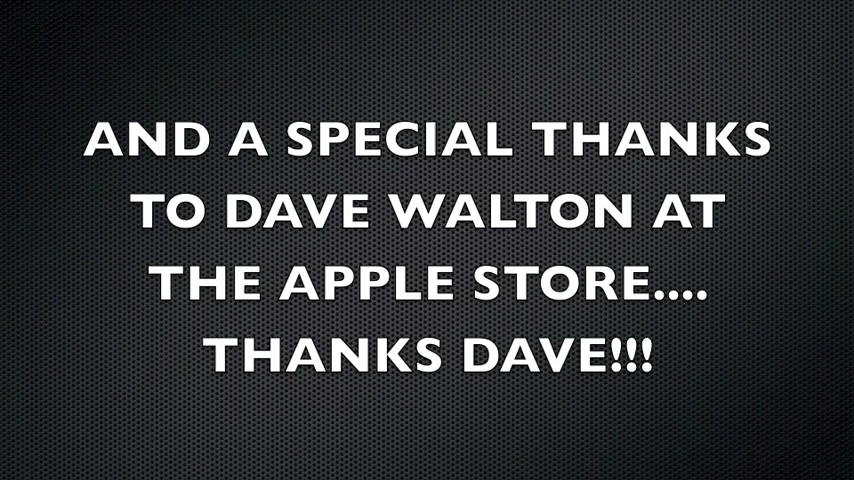 AND A SPECIAL THANKS
TO DAVE WALTON AT
THE APPLE STORE....
THANKS DAVE!!!